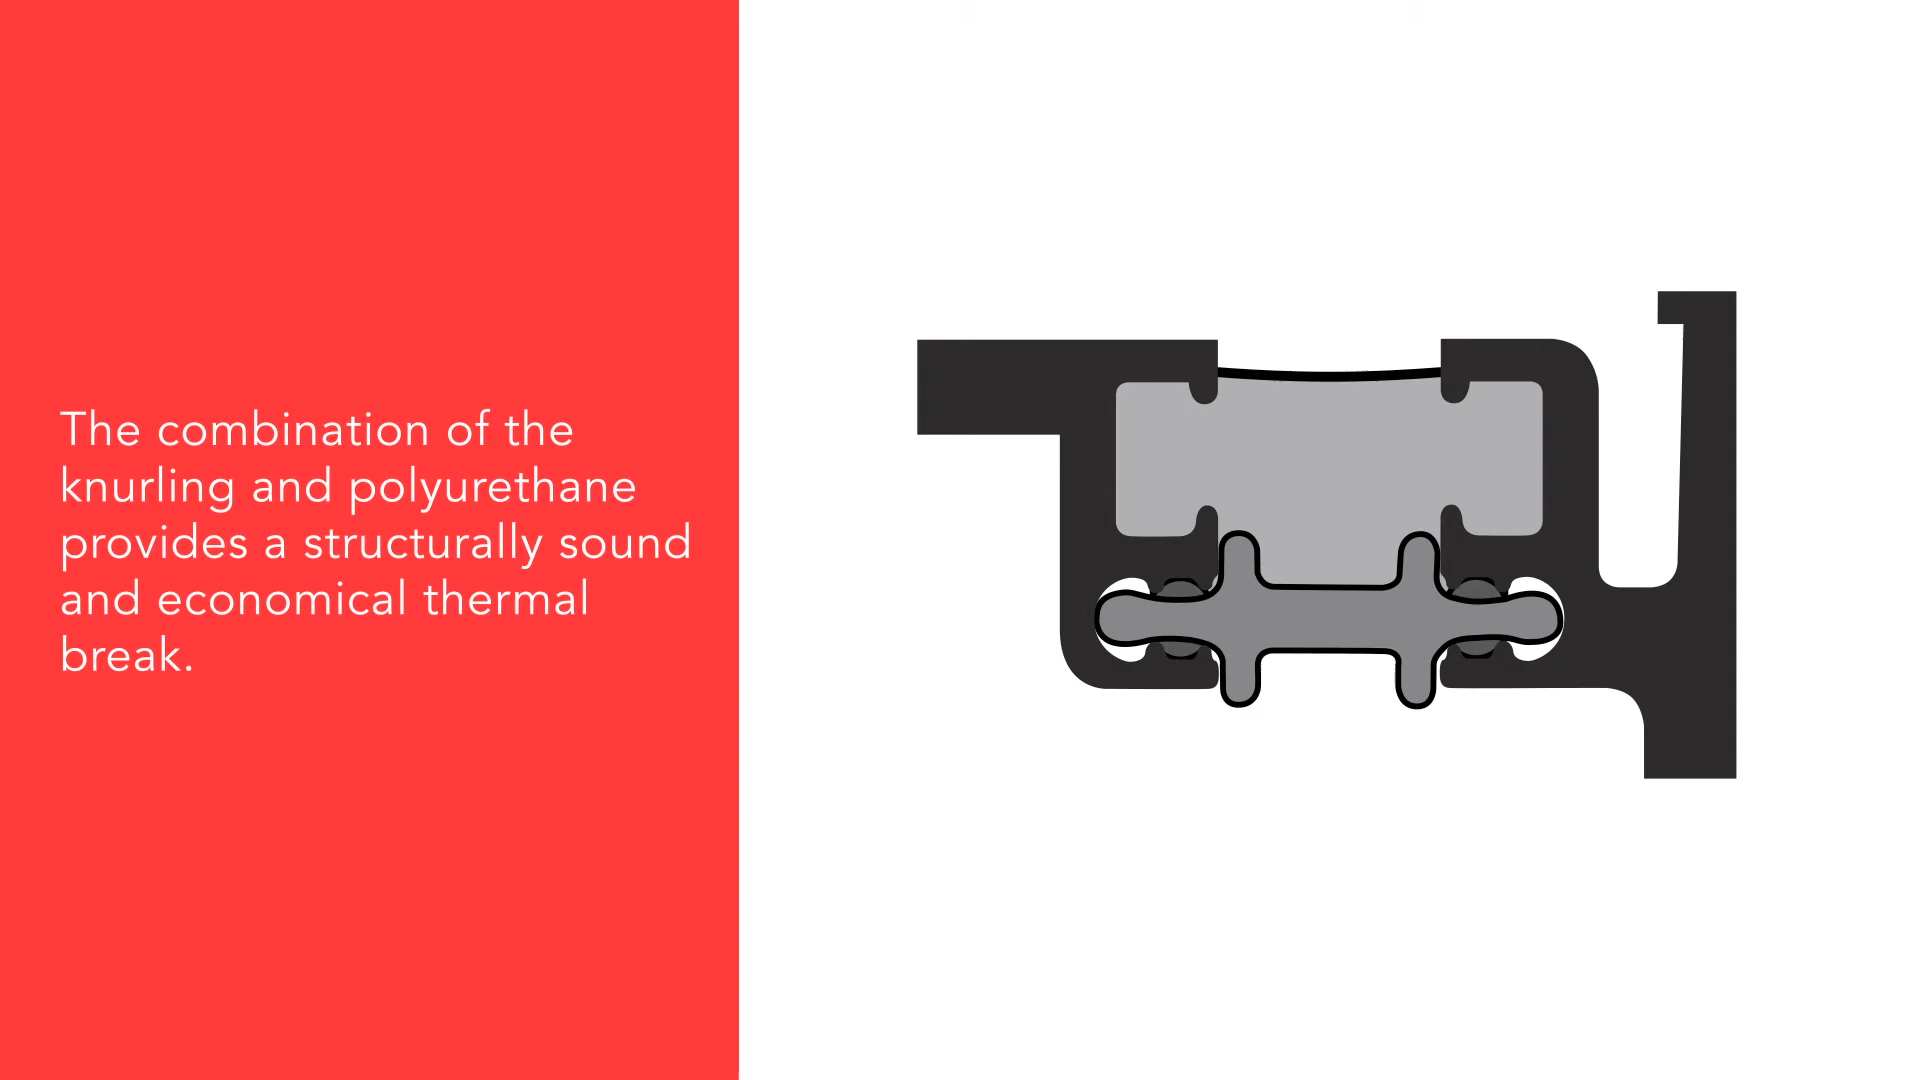 The combination of the
knurling and polyurethane
provides a structurally sound
and economical thermal
break.